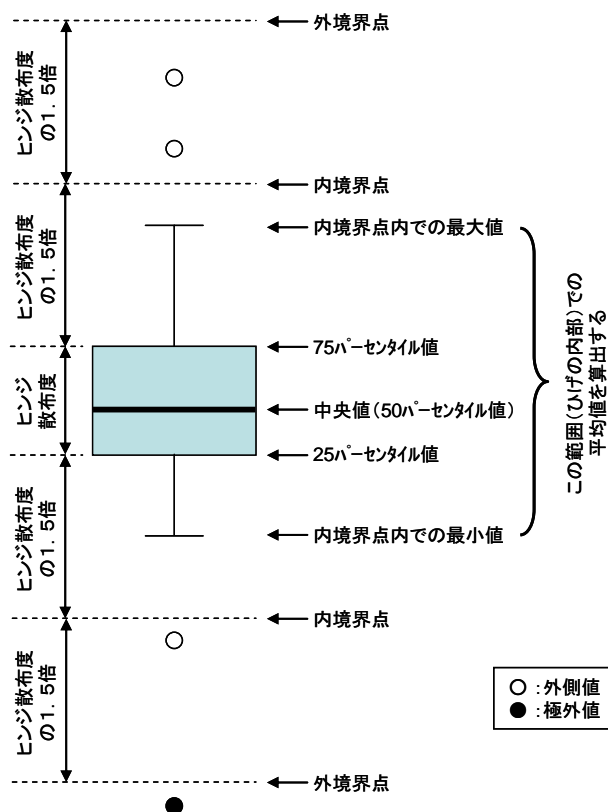 外境界点
ヒンジ散布度
の1．5倍
内境界点
ヒンジ散布度
の1．5倍
内境界点内での最大値
75パーセンタイル値
ヒンジ
散布度
中央値(50パーセンタイル値)
25パーセンタイル値
この範囲(ひげの内部)での
平均値を算出する
ヒンジ散布度
の1．5倍
内境界点内での最小値
内境界点
ヒンジ散布度
の1．5倍
○：外側値
●：極外値
外境界点